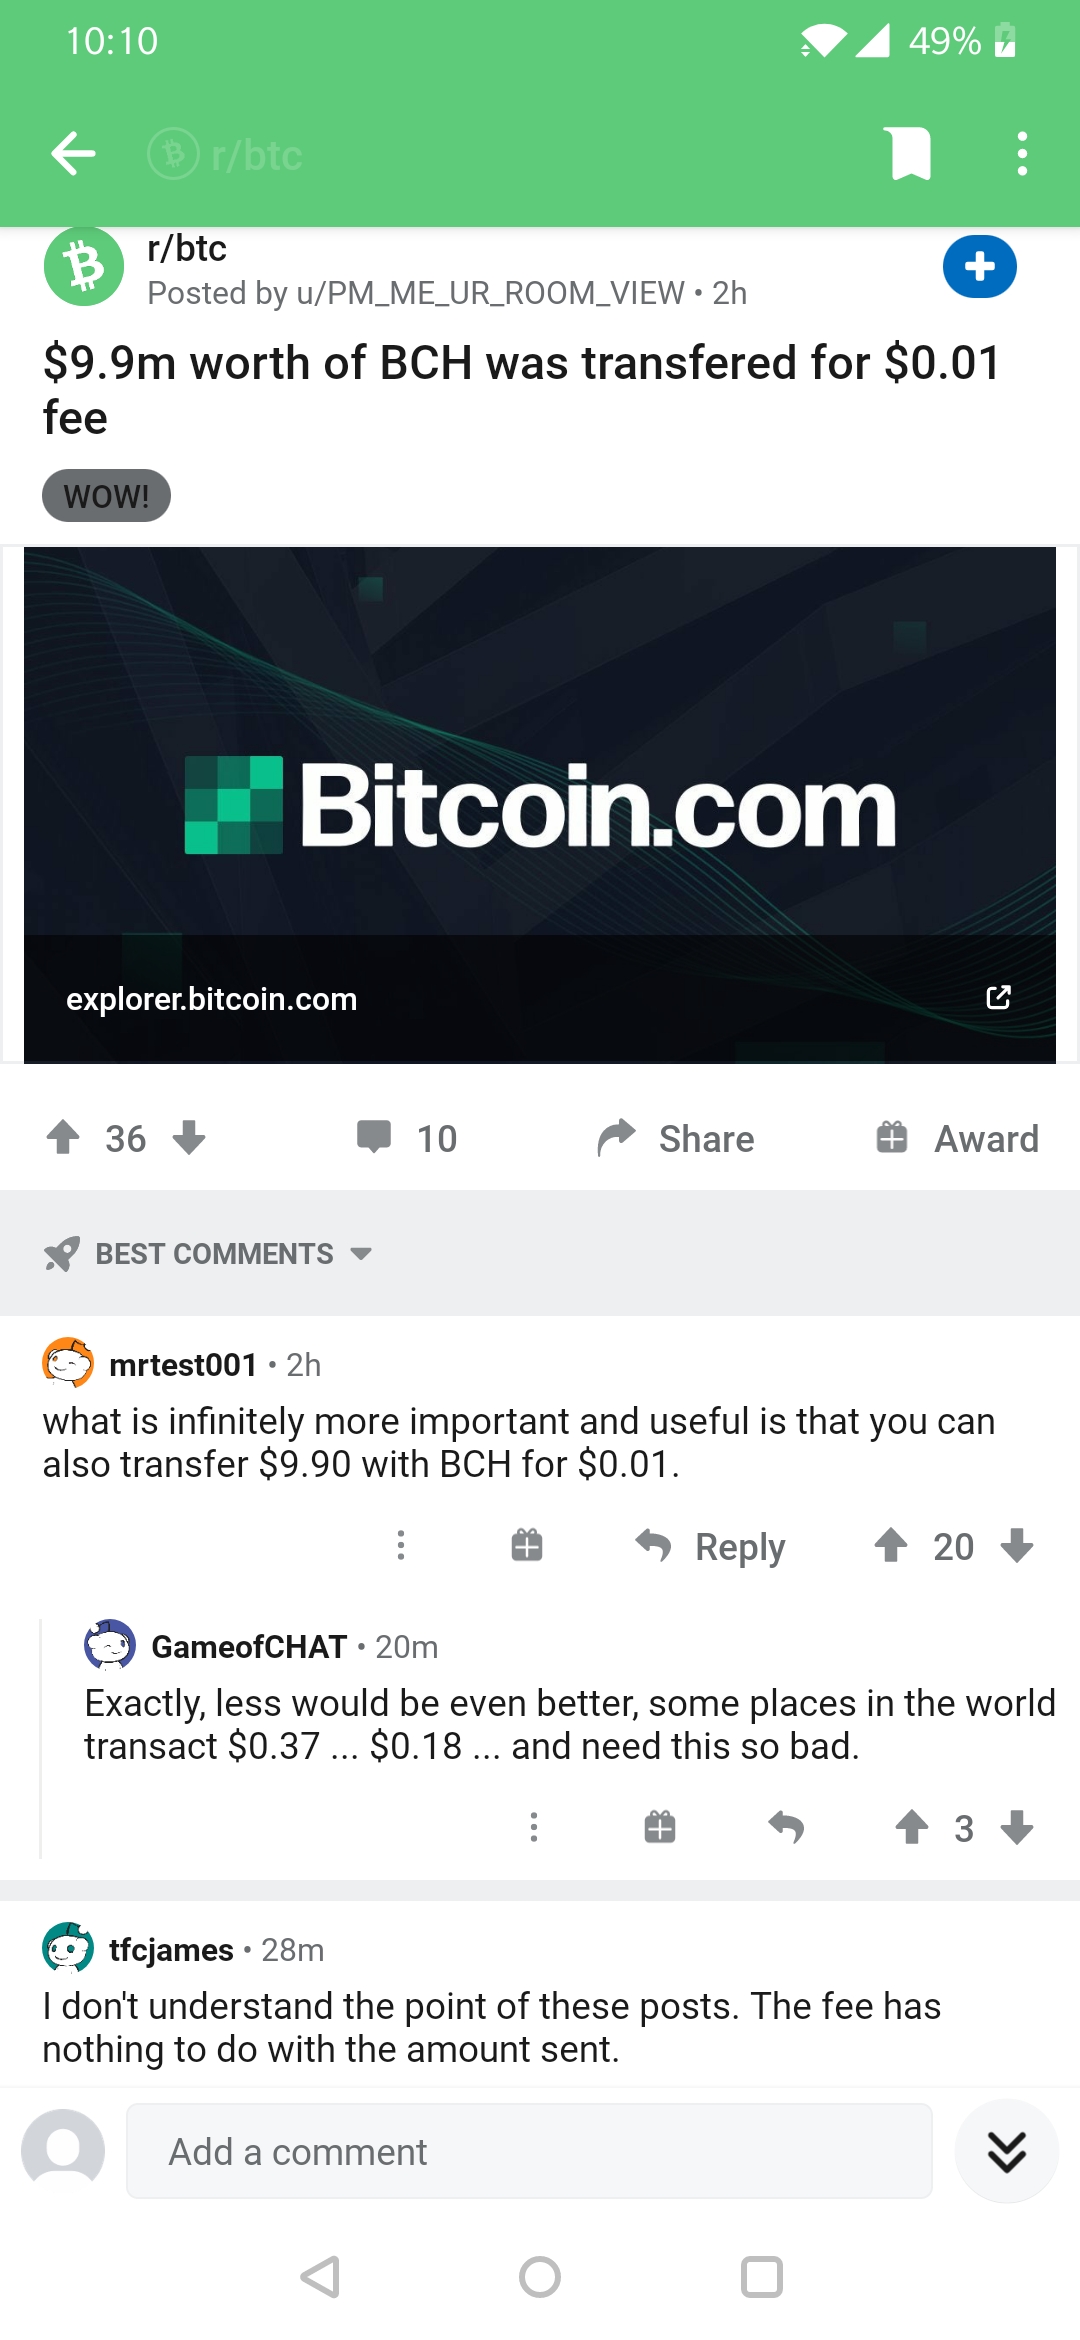 10:10
49%
r/btc
r/btc
Posted by u/PM_ME_UR_ROOM_VIEW • 2h
$9.9m worth of BCH was transfered for $0.01
fee
WOW!
Bitcoin.com
explorer.bitcoin.com
36
10
Share
Award
BEST COMMENTS
mrtest001 • 2h
what is infinitely more important and useful is that you can
also transfer $9.90 with BCH for $0.01.
Reply
20
GameofCHAT • 20m
Exactly, less would be even better, some places in the world
transact $0.37 ... $0.18 ... and need this so bad.
3
tfcjames • 28m
I don't understand the point of these posts. The fee has
nothing to do with the amount sent.
Add a comment